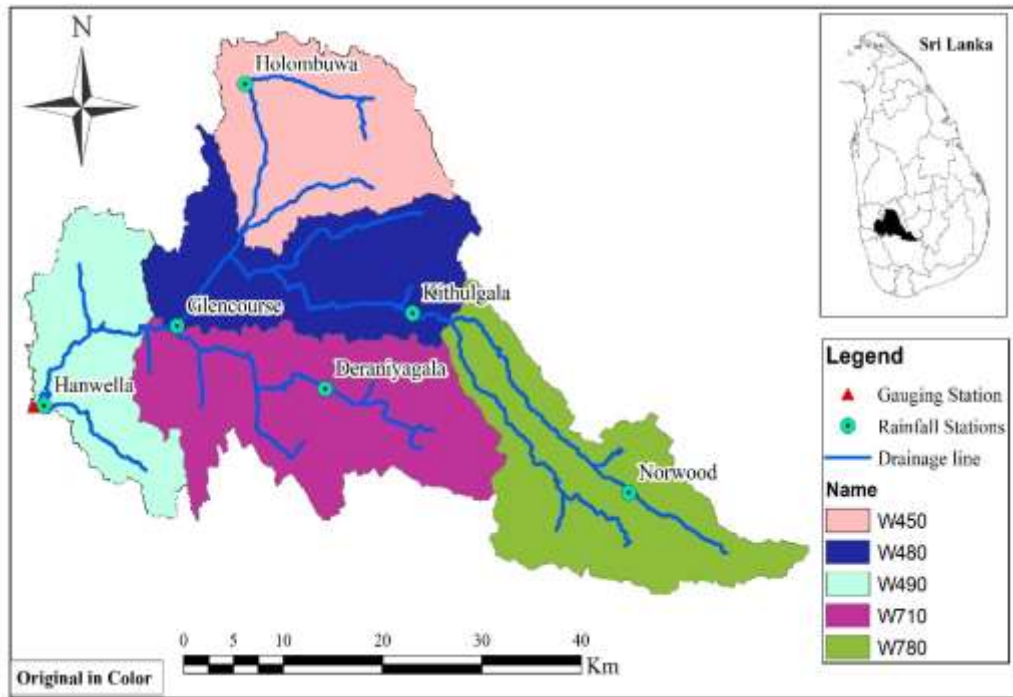 N
Sri Lanka
Holombuwa
Kithulgala
Glencourse
Deraniyagala
Hanwella
Norwood
Legend
Gauging Station
Rainfall Stations
Drainage line
Name
W450
W480
W490
W710
W780
0 5 10 20 30 40
Km
Original in Color